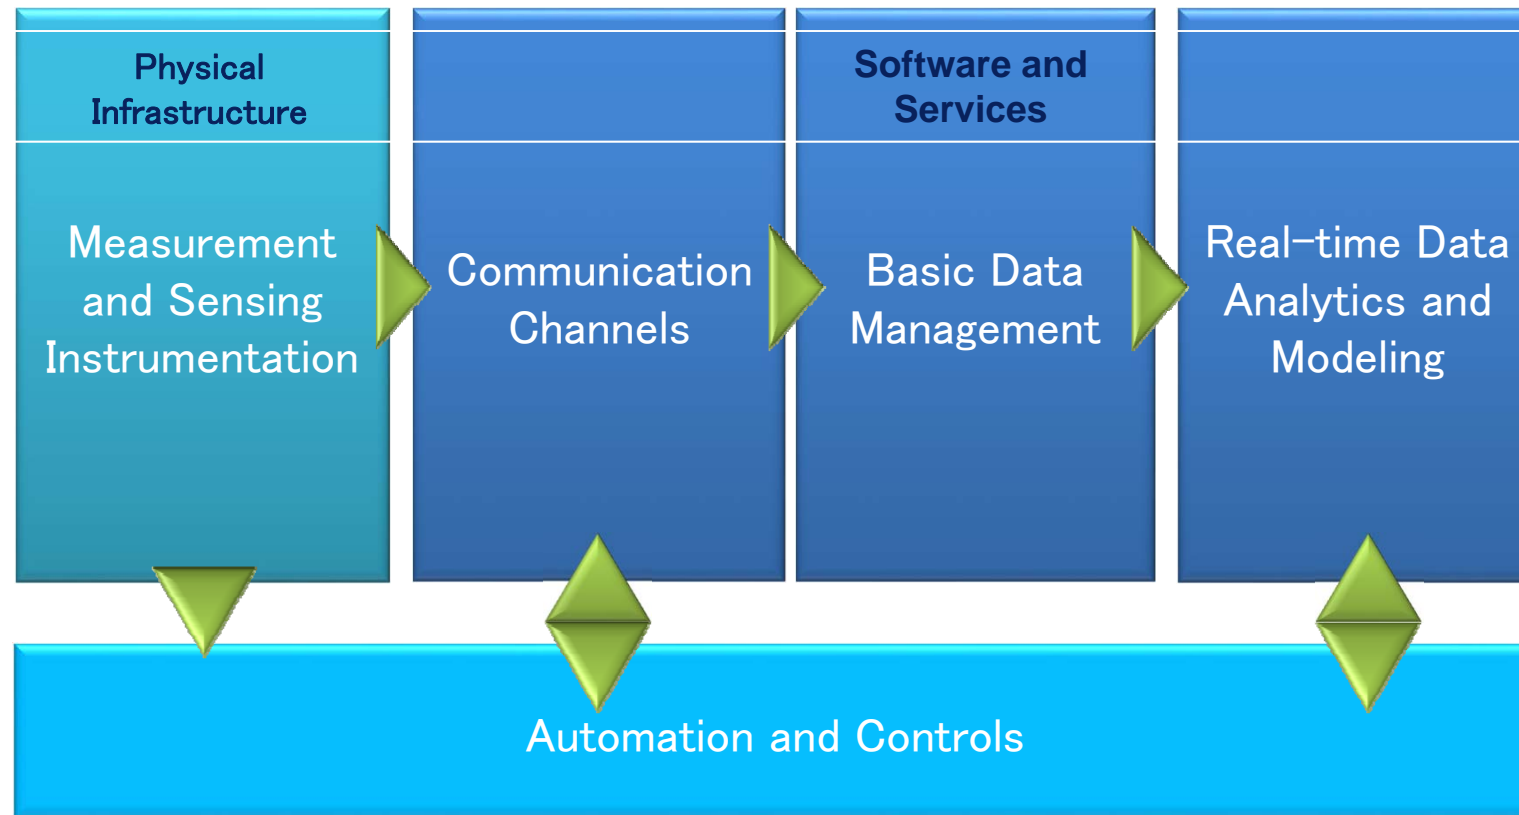 Physical
Infrastructure
Software and
Services
Measurement
and Sensing
Instrumentation
Communication
Channels
Basic Data
Management
Real-time Data
Analytics and
Modeling
Automation and Controls